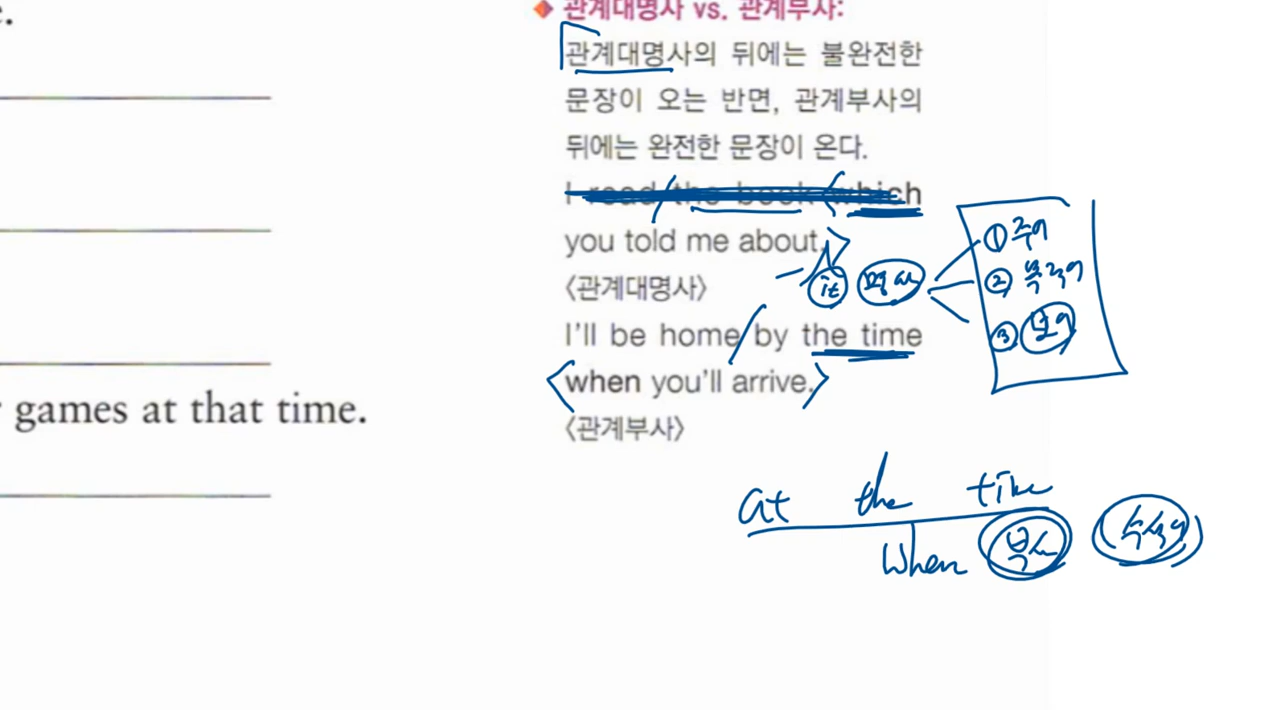 e.
◆ 관계대명사 vs. 관계부사:
관계대명사의 뒤에는 불완전한
문장이 오는 반면, 관계부사의
뒤에는 완전한 문장이 온다.
I read the book which
you told me about.
〈관계대명사〉
it 명사
① 주어
② 목적어
③ 보어
I'll be home by the time
when you'll arrive.
〈관계부사〉
games at that time.
at the time
when 부사 수식어